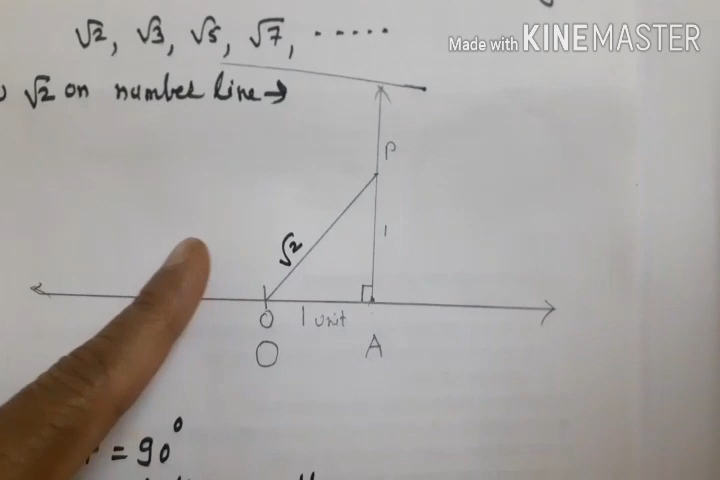 √2, √3, √5, √7, ......
Made with KINEMASTER
√2 on number line →
P
√2
1
0 1 unit
O A
= 90°